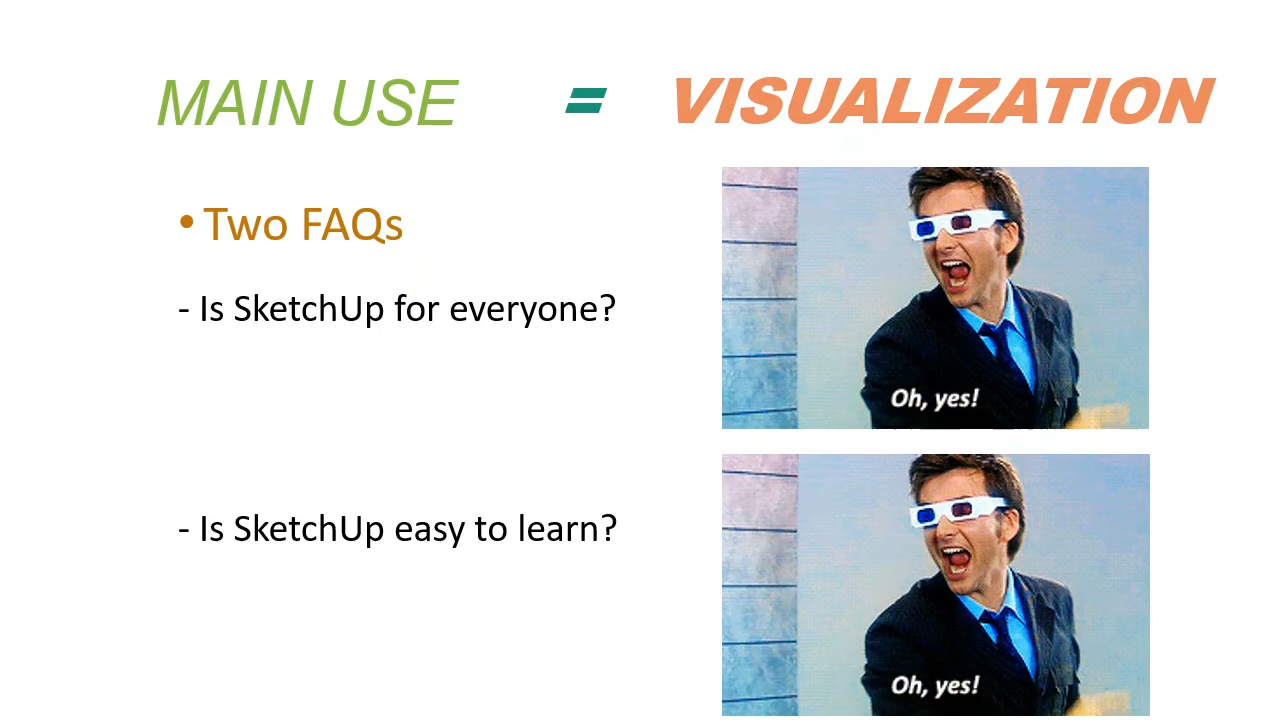 MAIN USE = VISUALIZATION
• Two FAQs
- Is SketchUp for everyone?
Oh, yes!
- Is SketchUp easy to learn?
Oh, yes!